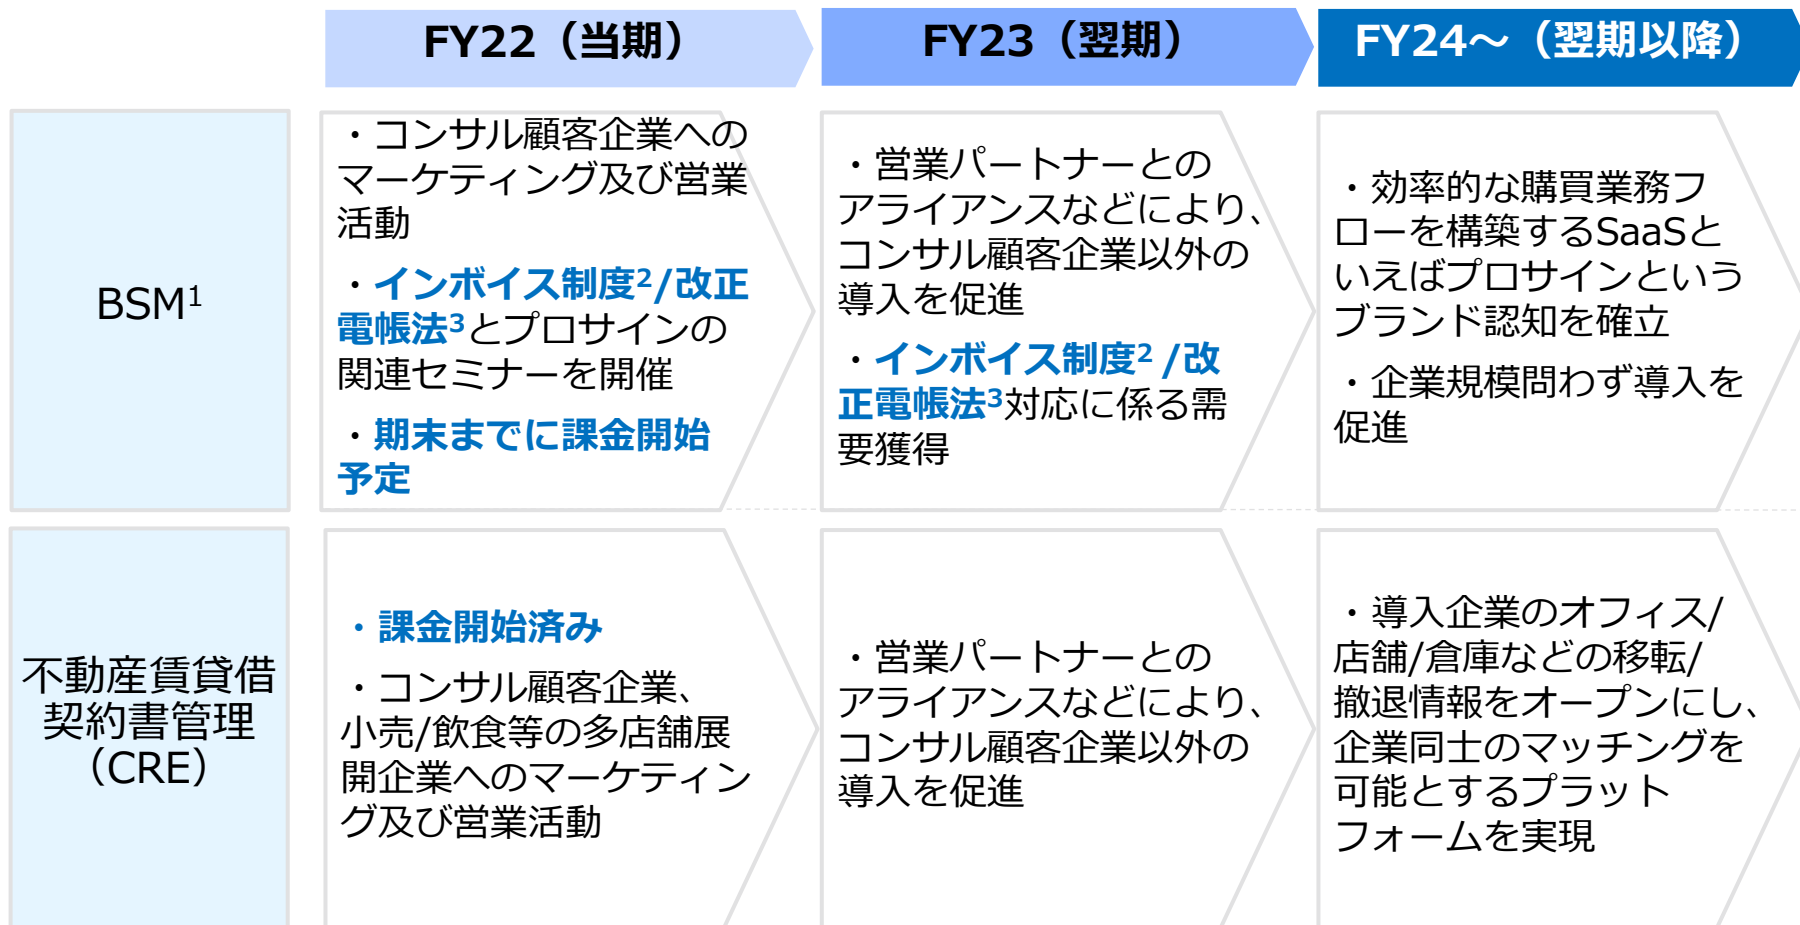 FY22（当期）
FY23（翌期）
FY24～（翌期以降）
BSM1
・コンサル顧客企業への
マーケティング及び営業
活動
・インボイス制度2/改正
電帳法3とプロサインの
関連セミナーを開催
・期末までに課金開始
予定
・営業パートナーとの
アライアンスなどにより、
コンサル顧客企業以外の
導入を促進
・インボイス制度2 /改
正電帳法3対応に係る需
要獲得
・効率的な購買業務フ
ローを構築するSaaSと
いえばプロサインという
ブランド認知を確立
・企業規模問わず導入を
促進
不動産賃貸借
契約書管理
（CRE）
・課金開始済み
・コンサル顧客企業、
小売/飲食等の多店舗展
開企業へのマーケティン
グ及び営業活動
・営業パートナーとの
アライアンスなどにより、
コンサル顧客企業以外の
導入を促進
・導入企業のオフィス/
店舗/倉庫などの移転/
撤退情報をオープンにし、
企業同士のマッチングを
可能とするプラット
フォームを実現